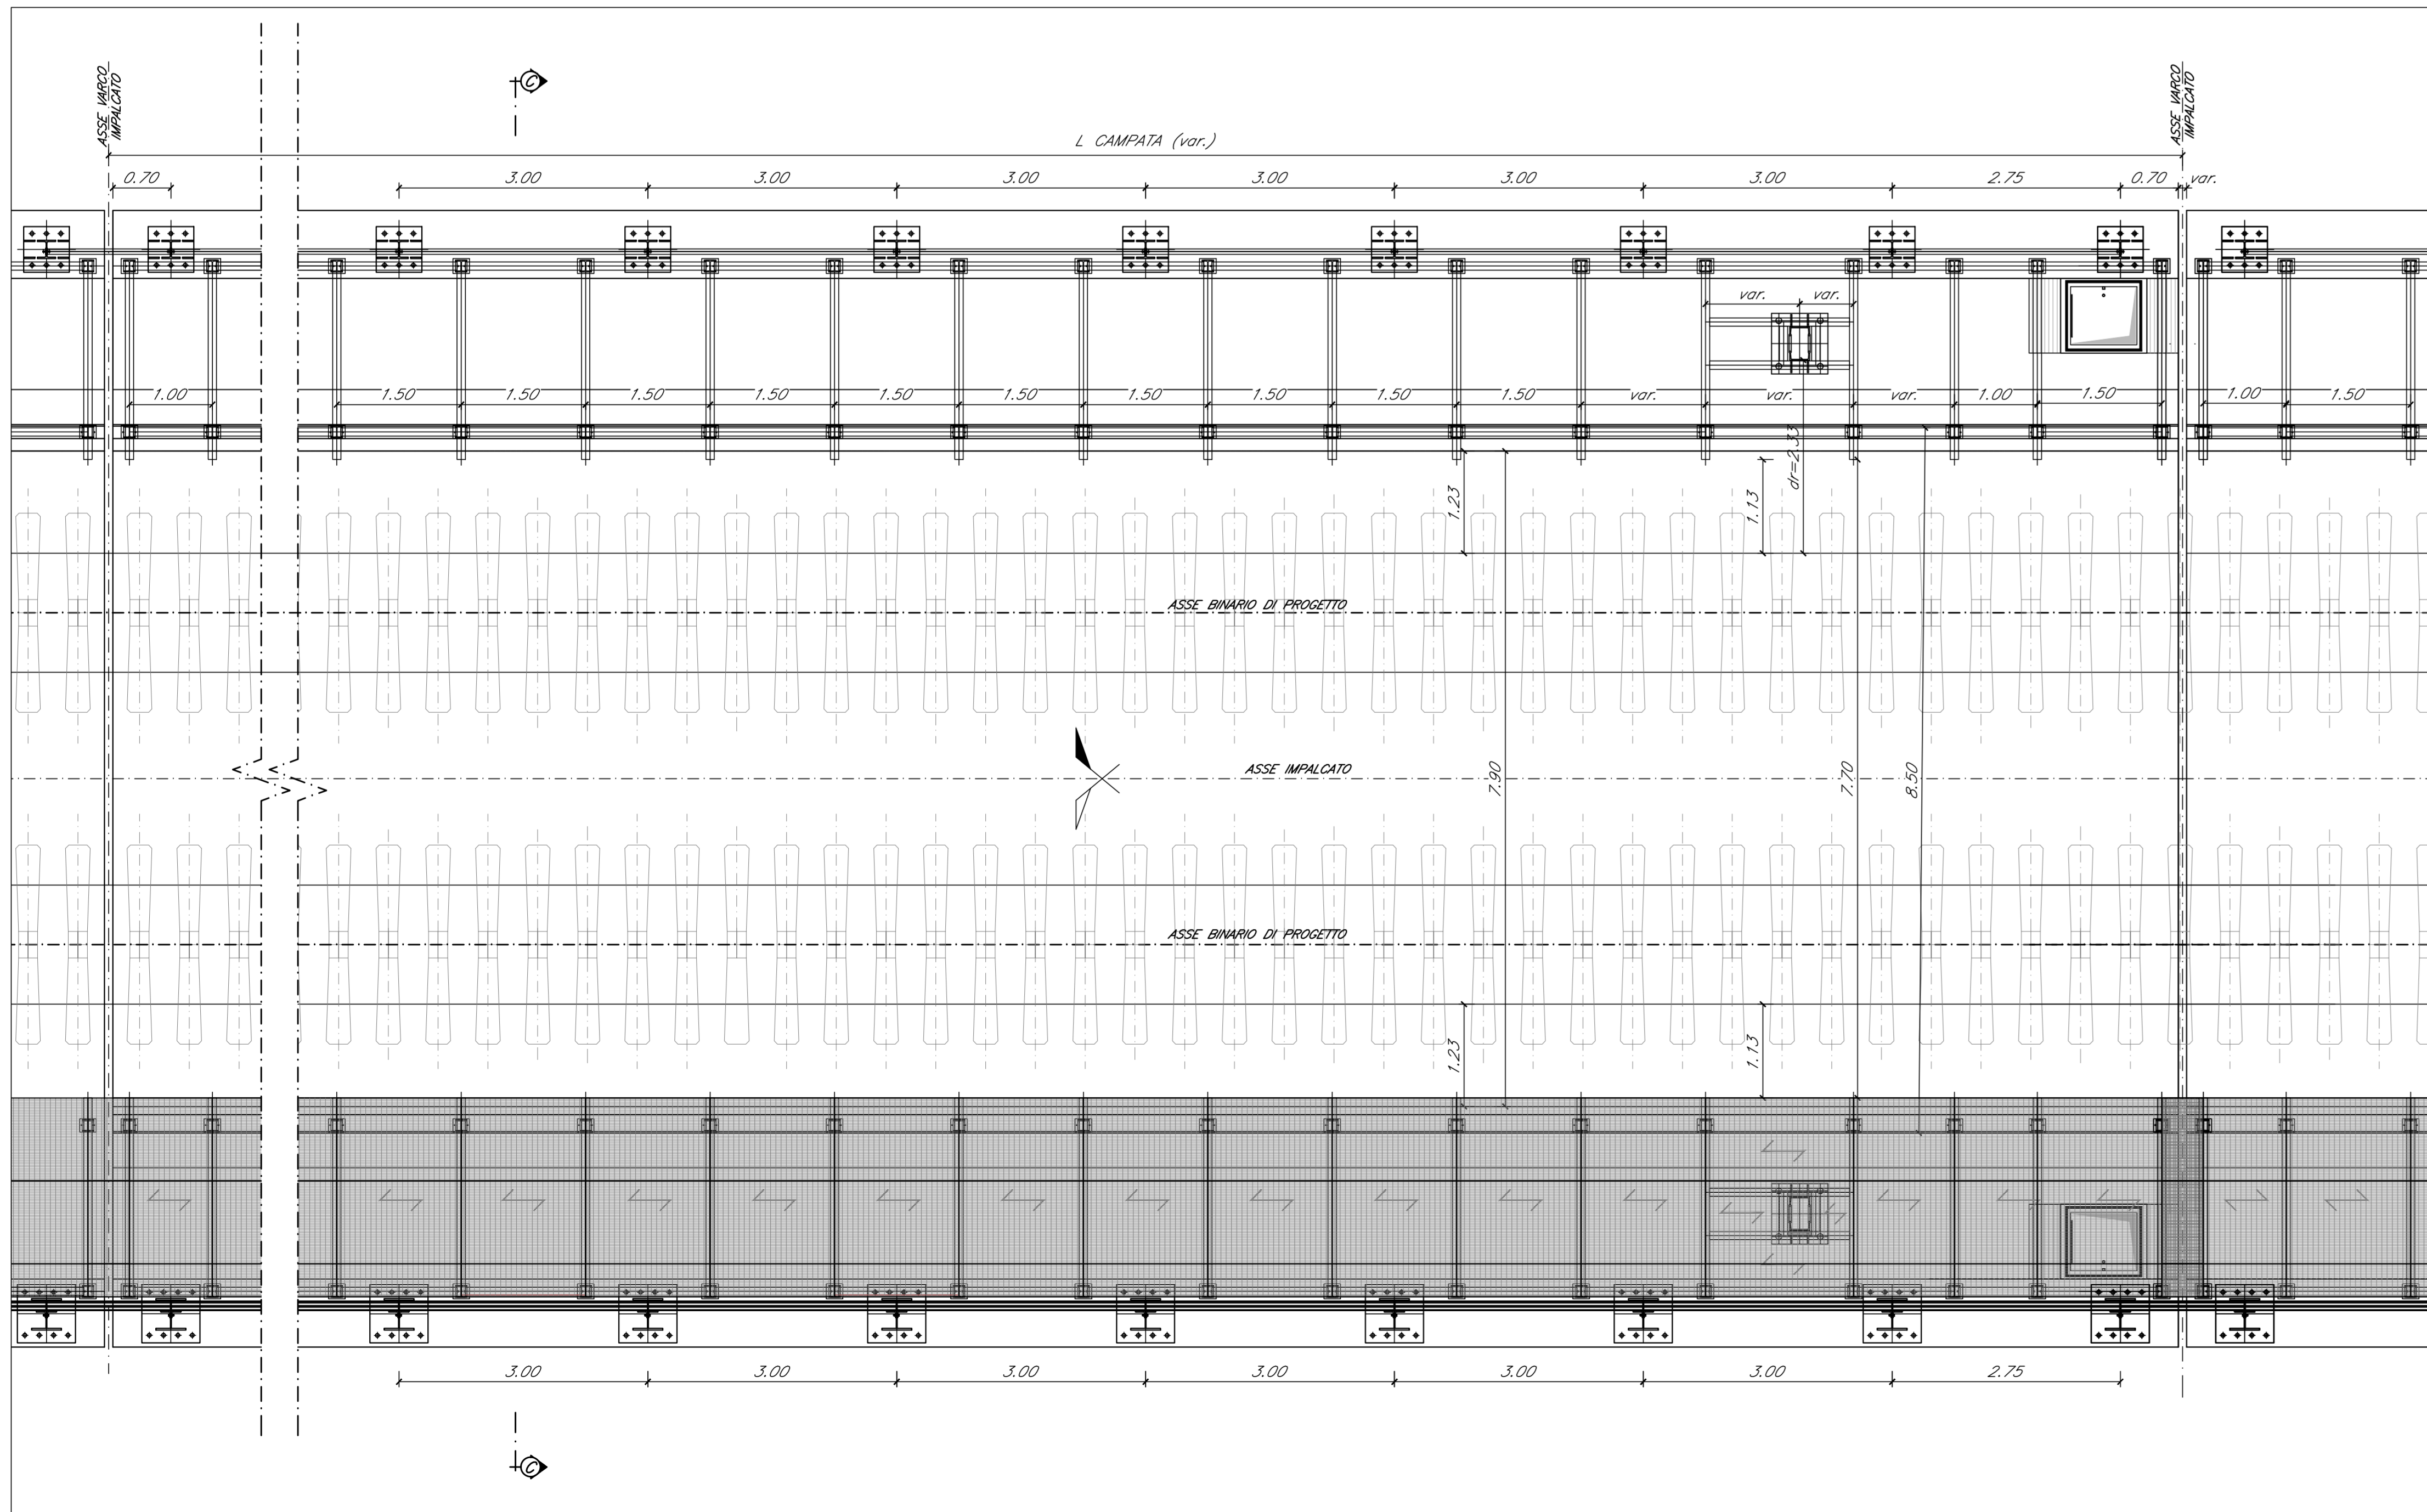 C
ASSE VARCO
IMPALCATO
ASSE VARCO
IMPALCATO
L CAMPATA (var.)
0.70
3.00
3.00
3.00
3.00
3.00
3.00
2.75
0.70
var.
var.
var.
1.00
1.50
1.50
1.50
1.50
1.50
1.50
1.50
1.50
1.50
1.50
var.
var.
var.
1.00
1.50
1.00
1.50
dr=2.33
1.23
1.13
ASSE BINARIO DI PROGETTO
ASSE IMPALCATO
7.90
7.70
8.50
ASSE BINARIO DI PROGETTO
1.23
1.13
3.00
3.00
3.00
3.00
3.00
3.00
2.75
C